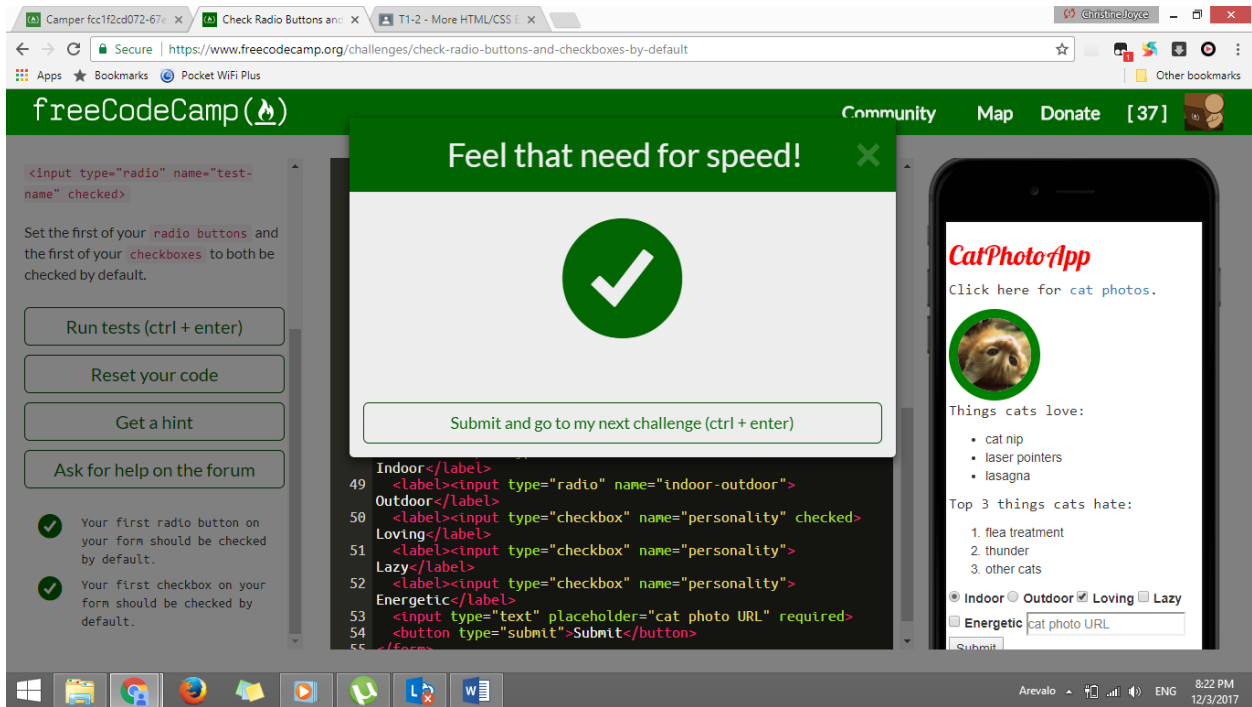 Camper fcc1f2cd072-67e
Check Radio Buttons and
T1-2 - More HTML/CSS E
Christine Joyce
Secure | https://www.freecodecamp.org/challenges/check-radio-buttons-and-checkboxes-by-default
1
Apps Bookmarks Pocket WiFi Plus Other bookmarks
freeCodeCamp
Community Map Donate [ 37 ]
Feel that need for speed!
<input type="radio" name="test-
name" checked>
Set the first of your radio buttons and
the first of your checkboxes to both be
checked by default.
Run tests (ctrl + enter)
Reset your code
Get a hint
Ask for help on the forum
Your first radio button on
your form should be checked
by default.
Your first checkbox on your
form should be checked by
default.
Submit and go to my next challenge (ctrl + enter)
Indoor</label>
49 <label><input type="radio" name="indoor-outdoor">
Outdoor</label>
50 <label><input type="checkbox" name="personality" checked>
Loving</label>
51 <label><input type="checkbox" name="personality">
Lazy</label>
52 <label><input type="checkbox" name="personality">
Energetic</label>
53 <input type="text" placeholder="cat photo URL" required>
54 <button type="submit">Submit</button>
55 </form>
CatPhotoApp
Click here for cat photos.
Things cats love:
cat nip
laser pointers
lasagna
Top 3 things cats hate:
1. flea treatment
2. thunder
3. other cats
Indoor Outdoor Loving Lazy
Energetic cat photo URL
Submit
Arevalo ENG 8:22 PM
12/3/2017